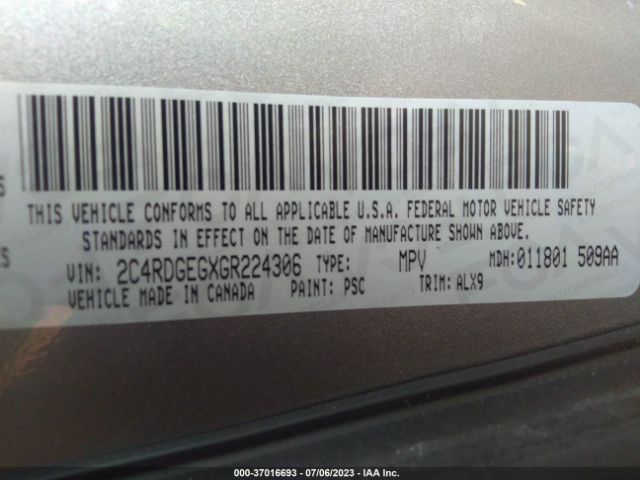 THIS VEHICLE CONFORMS TO ALL APPLICABLE U.S.A. FEDERAL MOTOR VEHICLE SAFETY
STANDARDS IN EFFECT ON THE DATE OF MANUFACTURE SHOWN ABOVE.
VIN: 2C4RDGEGXGR224306 TYPE: MPV MDH:011801 509AA
VEHICLE MADE IN CANADA PAINT: PSC TRIM: ALX9
000-37016693 / 07/06/2023 / IAA Inc.